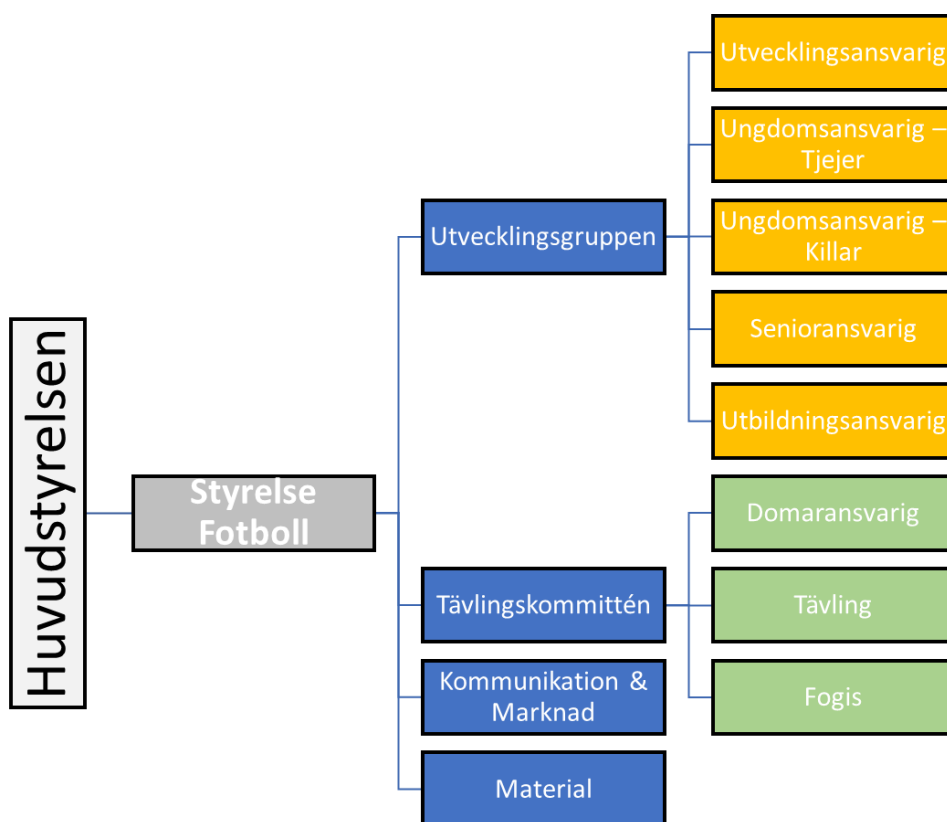 Huvudstyrelsen
Styrelse
Fotboll
Utvecklingsgruppen
Utvecklingsansvarig
Ungdomsansvarig –
Tjejer
Ungdomsansvarig –
Killar
Senioransvarig
Utbildningsansvarig
Tävlingskommittén
Domaransvarig
Tävling
Fogis
Kommunikation &
Marknad
Material